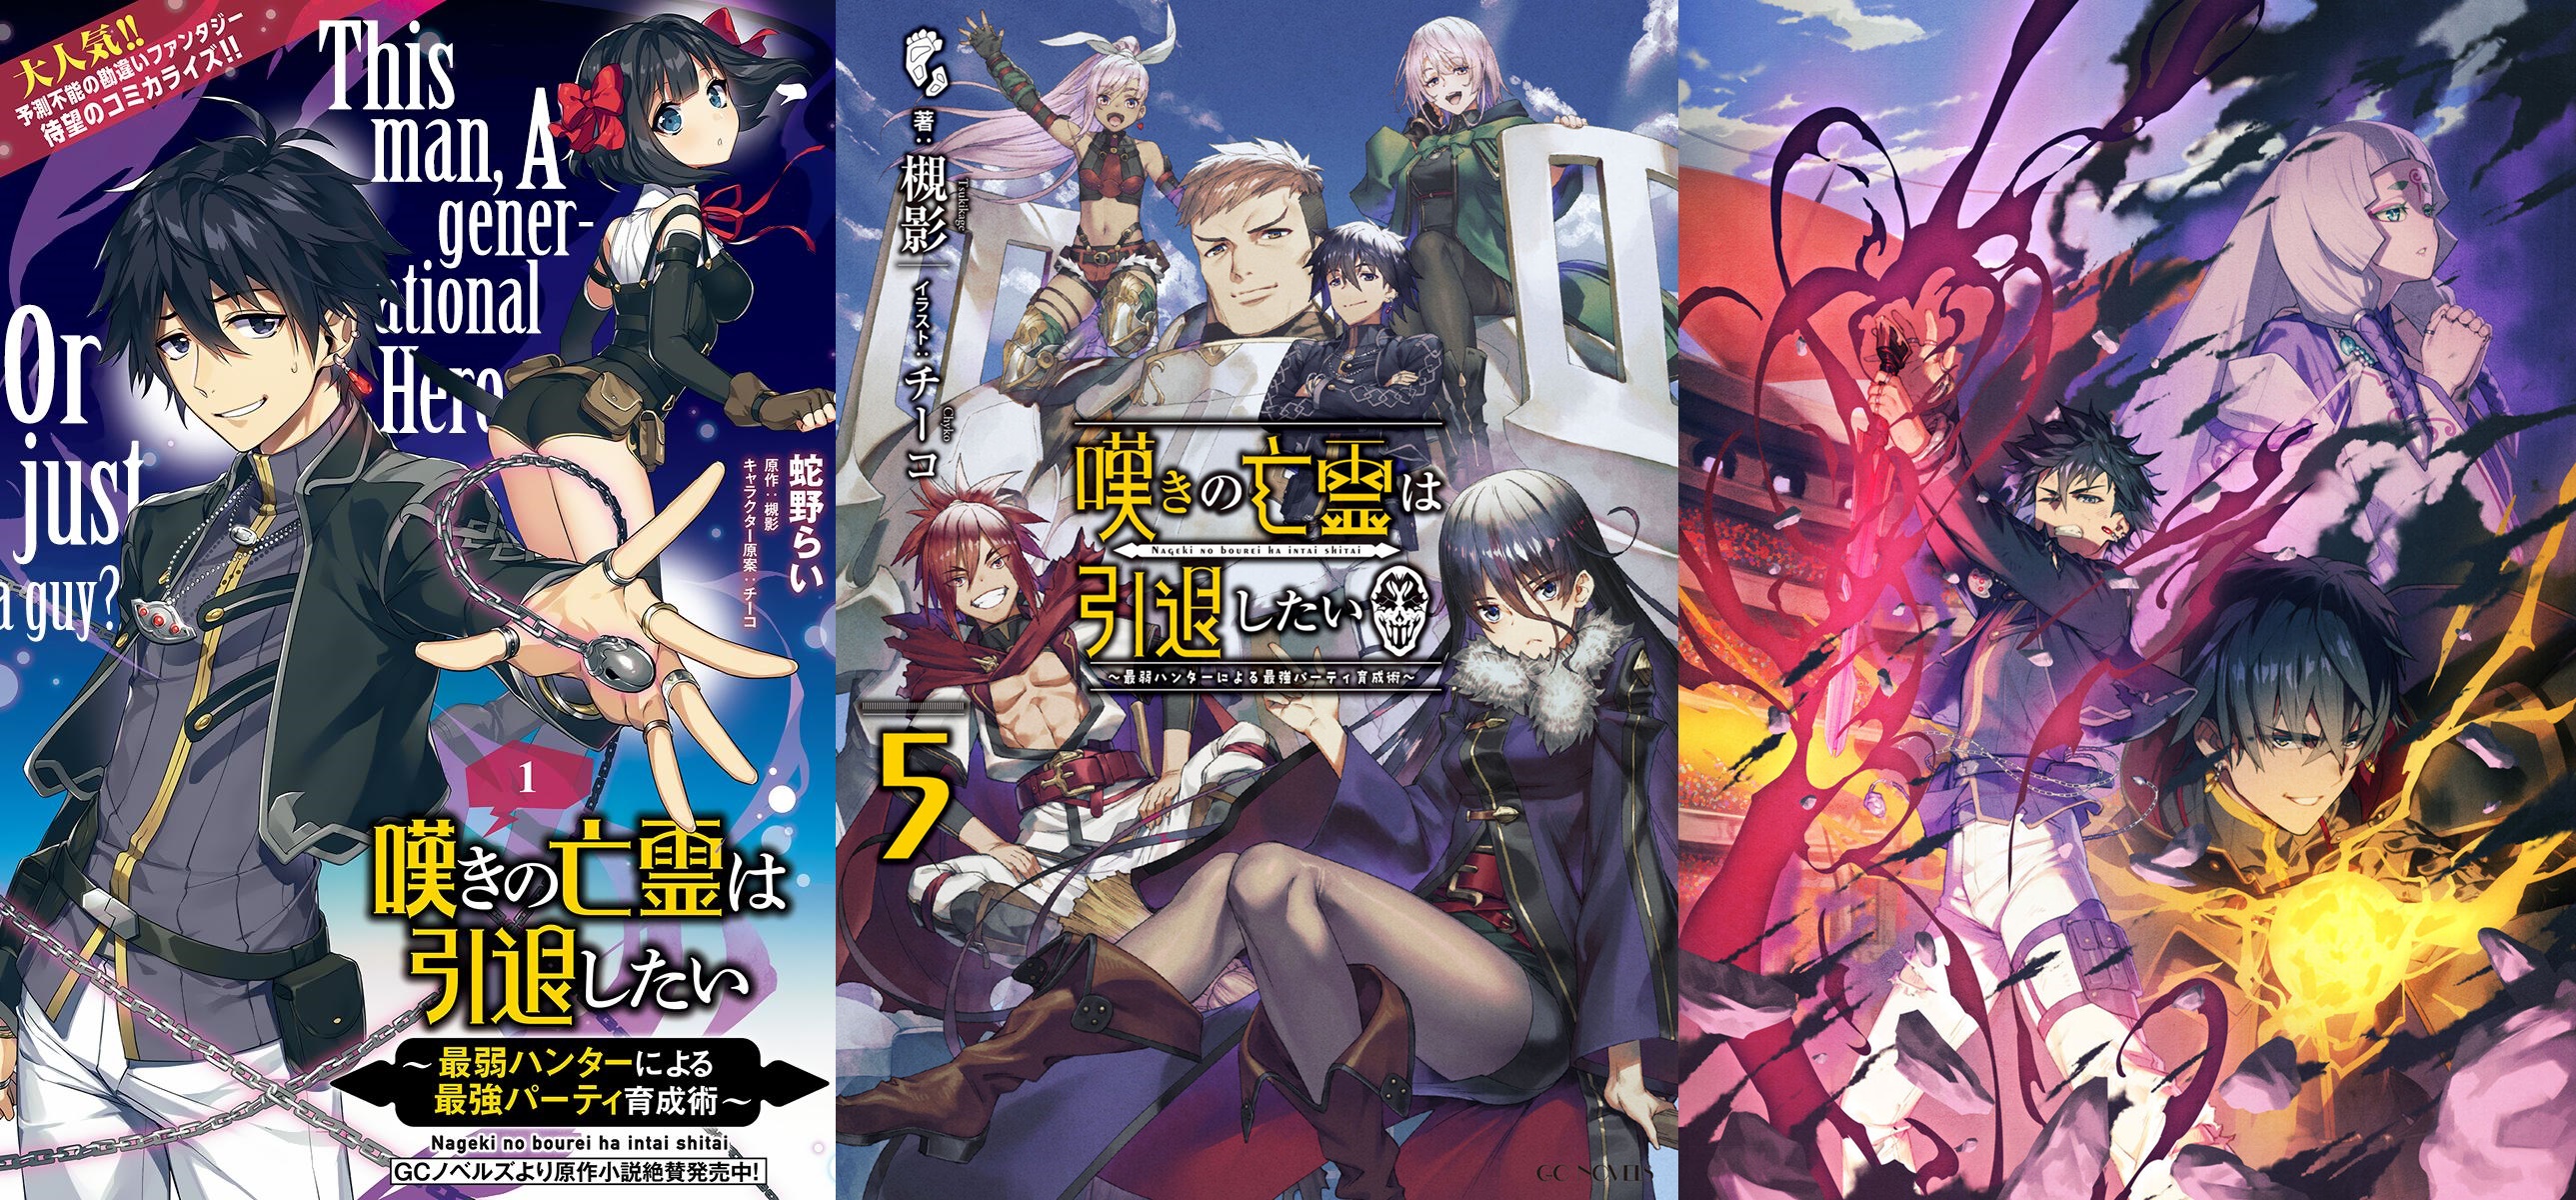 大人気!!
予測不能の勘違いファンタジー
待望のコミカライズ!!
This
man, A
gener-
ational
Hero
Or
just
a guy?
蛇野らい
原作:槻影
キャラクター原案:チーコ
1
嘆きの亡霊は
引退したい
～最弱ハンターによる
最強パーティ育成術～
Nageki no bourei ha intai shitai
GCノベルズより原作小説絶賛発売中!
著:槻影
Tsukikage
イラスト:チーコ
Chyko
嘆きの亡霊は
Nageki no bourei ha intai shitai
引退したい
～最弱ハンターによる最強パーティ育成術～
5
GC NOVELS